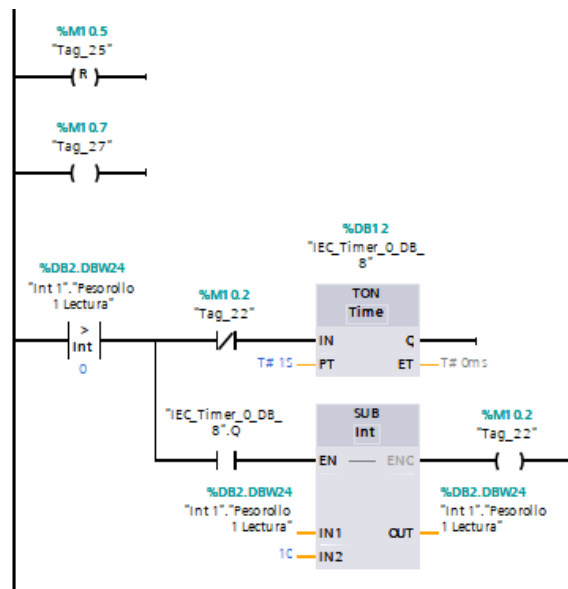 %M10.5
"Tag_25"
R
%M10.7
"Tag_27"
%DB12
"IEC_Timer_0_DB_
8"
%DB2.DBW24
"Int 1"."Pesorollo
1 Lectura"
%M10.2
"Tag_22"
TON
Time
>
Int
0
IN
Q
T# 1S
PT
ET
T# 0ms
"IEC_Timer_0_DB_
8".Q
SUB
Int
%M10.2
"Tag_22"
EN
ENO
%DB2.DBW24
"Int 1"."Pesorollo
1 Lectura"
IN1
OUT
%DB2.DBW24
"Int 1"."Pesorollo
1 Lectura"
10
IN2